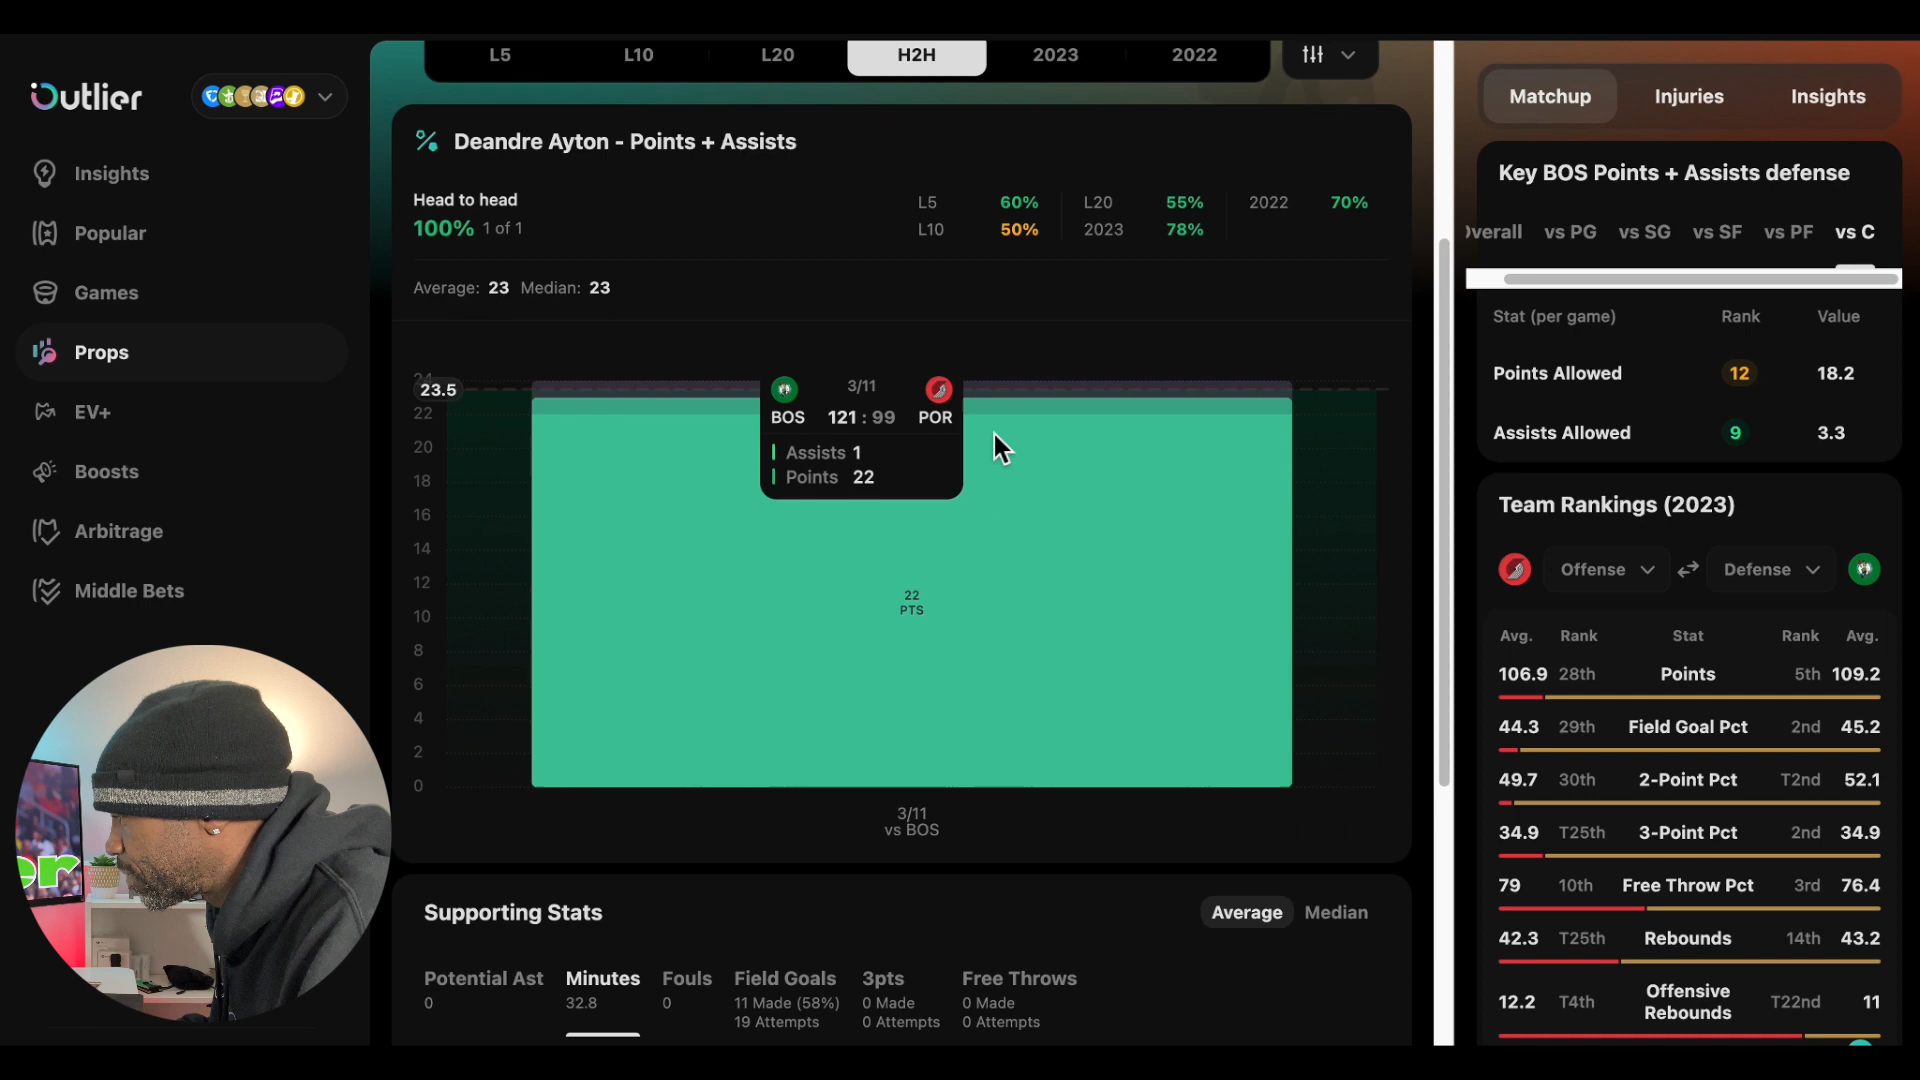 Outlier
Insights
Popular
Games
Props
EV+
Boosts
Arbitrage
Middle Bets
L5 L10 L20 H2H 2023 2022
Deandre Ayton - Points + Assists
Head to head
100% 1 of 1
L5 60% L20 55% 2022 70%
L10 50% 2023 78%
Average: 23 Median: 23
24
23.5
22
20
18
16
14
12
10
8
6
4
2
0
3/11
BOS 121 : 99 POR
Assists 1
Points 22
22
PTS
3/11
vs BOS
Supporting Stats
Average Median
Potential Ast Minutes Fouls Field Goals 3pts Free Throws
0 32.8 0 11 Made (58%) 0 Made 0 Made
19 Attempts 0 Attempts 0 Attempts
Matchup Injuries Insights
Key BOS Points + Assists defense
Overall vs PG vs SG vs SF vs PF vs C
Stat (per game) Rank Value
Points Allowed 12 18.2
Assists Allowed 9 3.3
Team Rankings (2023)
Offense Defense
Avg. Rank Stat Rank Avg.
106.9 28th Points 5th 109.2
44.3 29th Field Goal Pct 2nd 45.2
49.7 30th 2-Point Pct T2nd 52.1
34.9 T25th 3-Point Pct 2nd 34.9
79 10th Free Throw Pct 3rd 76.4
42.3 T25th Rebounds 14th 43.2
12.2 T4th Offensive Rebounds T22nd 11
er